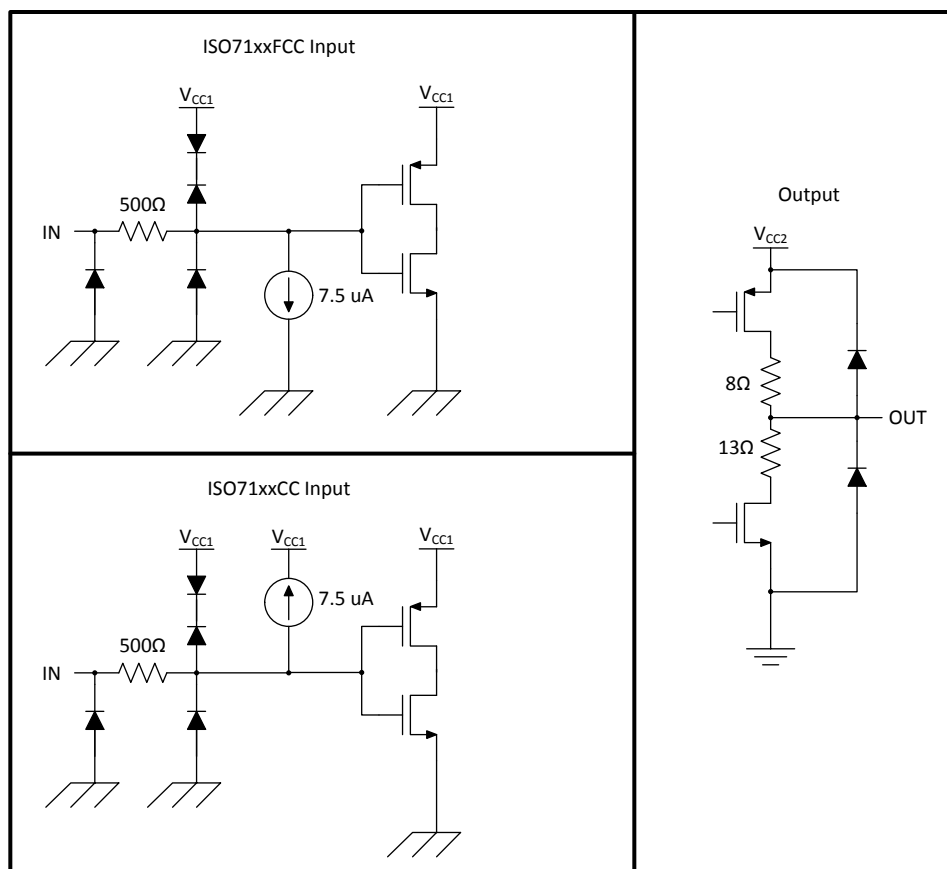 ISO71xxFCC Input
VCC1
VCC1
500Ω
IN
7.5 uA
ISO71xxCC Input
VCC1
VCC1
VCC1
7.5 uA
500Ω
IN
Output
VCC2
8Ω
OUT
13Ω